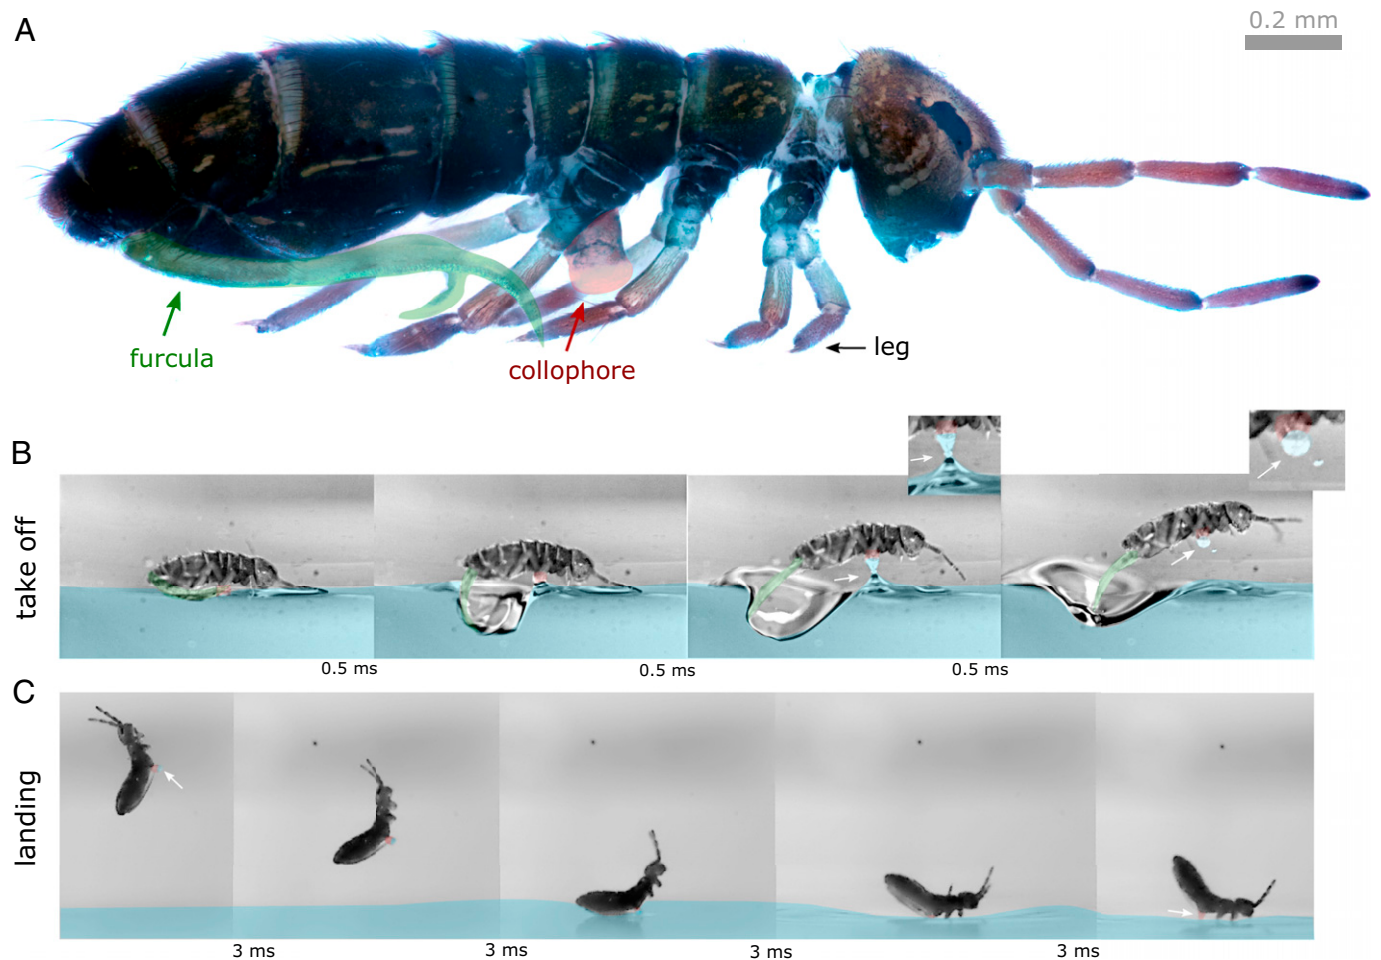 A
0.2 mm
furcula
collophore
leg
B
take off
0.5 ms
0.5 ms
0.5 ms
C
landing
3 ms
3 ms
3 ms
3 ms